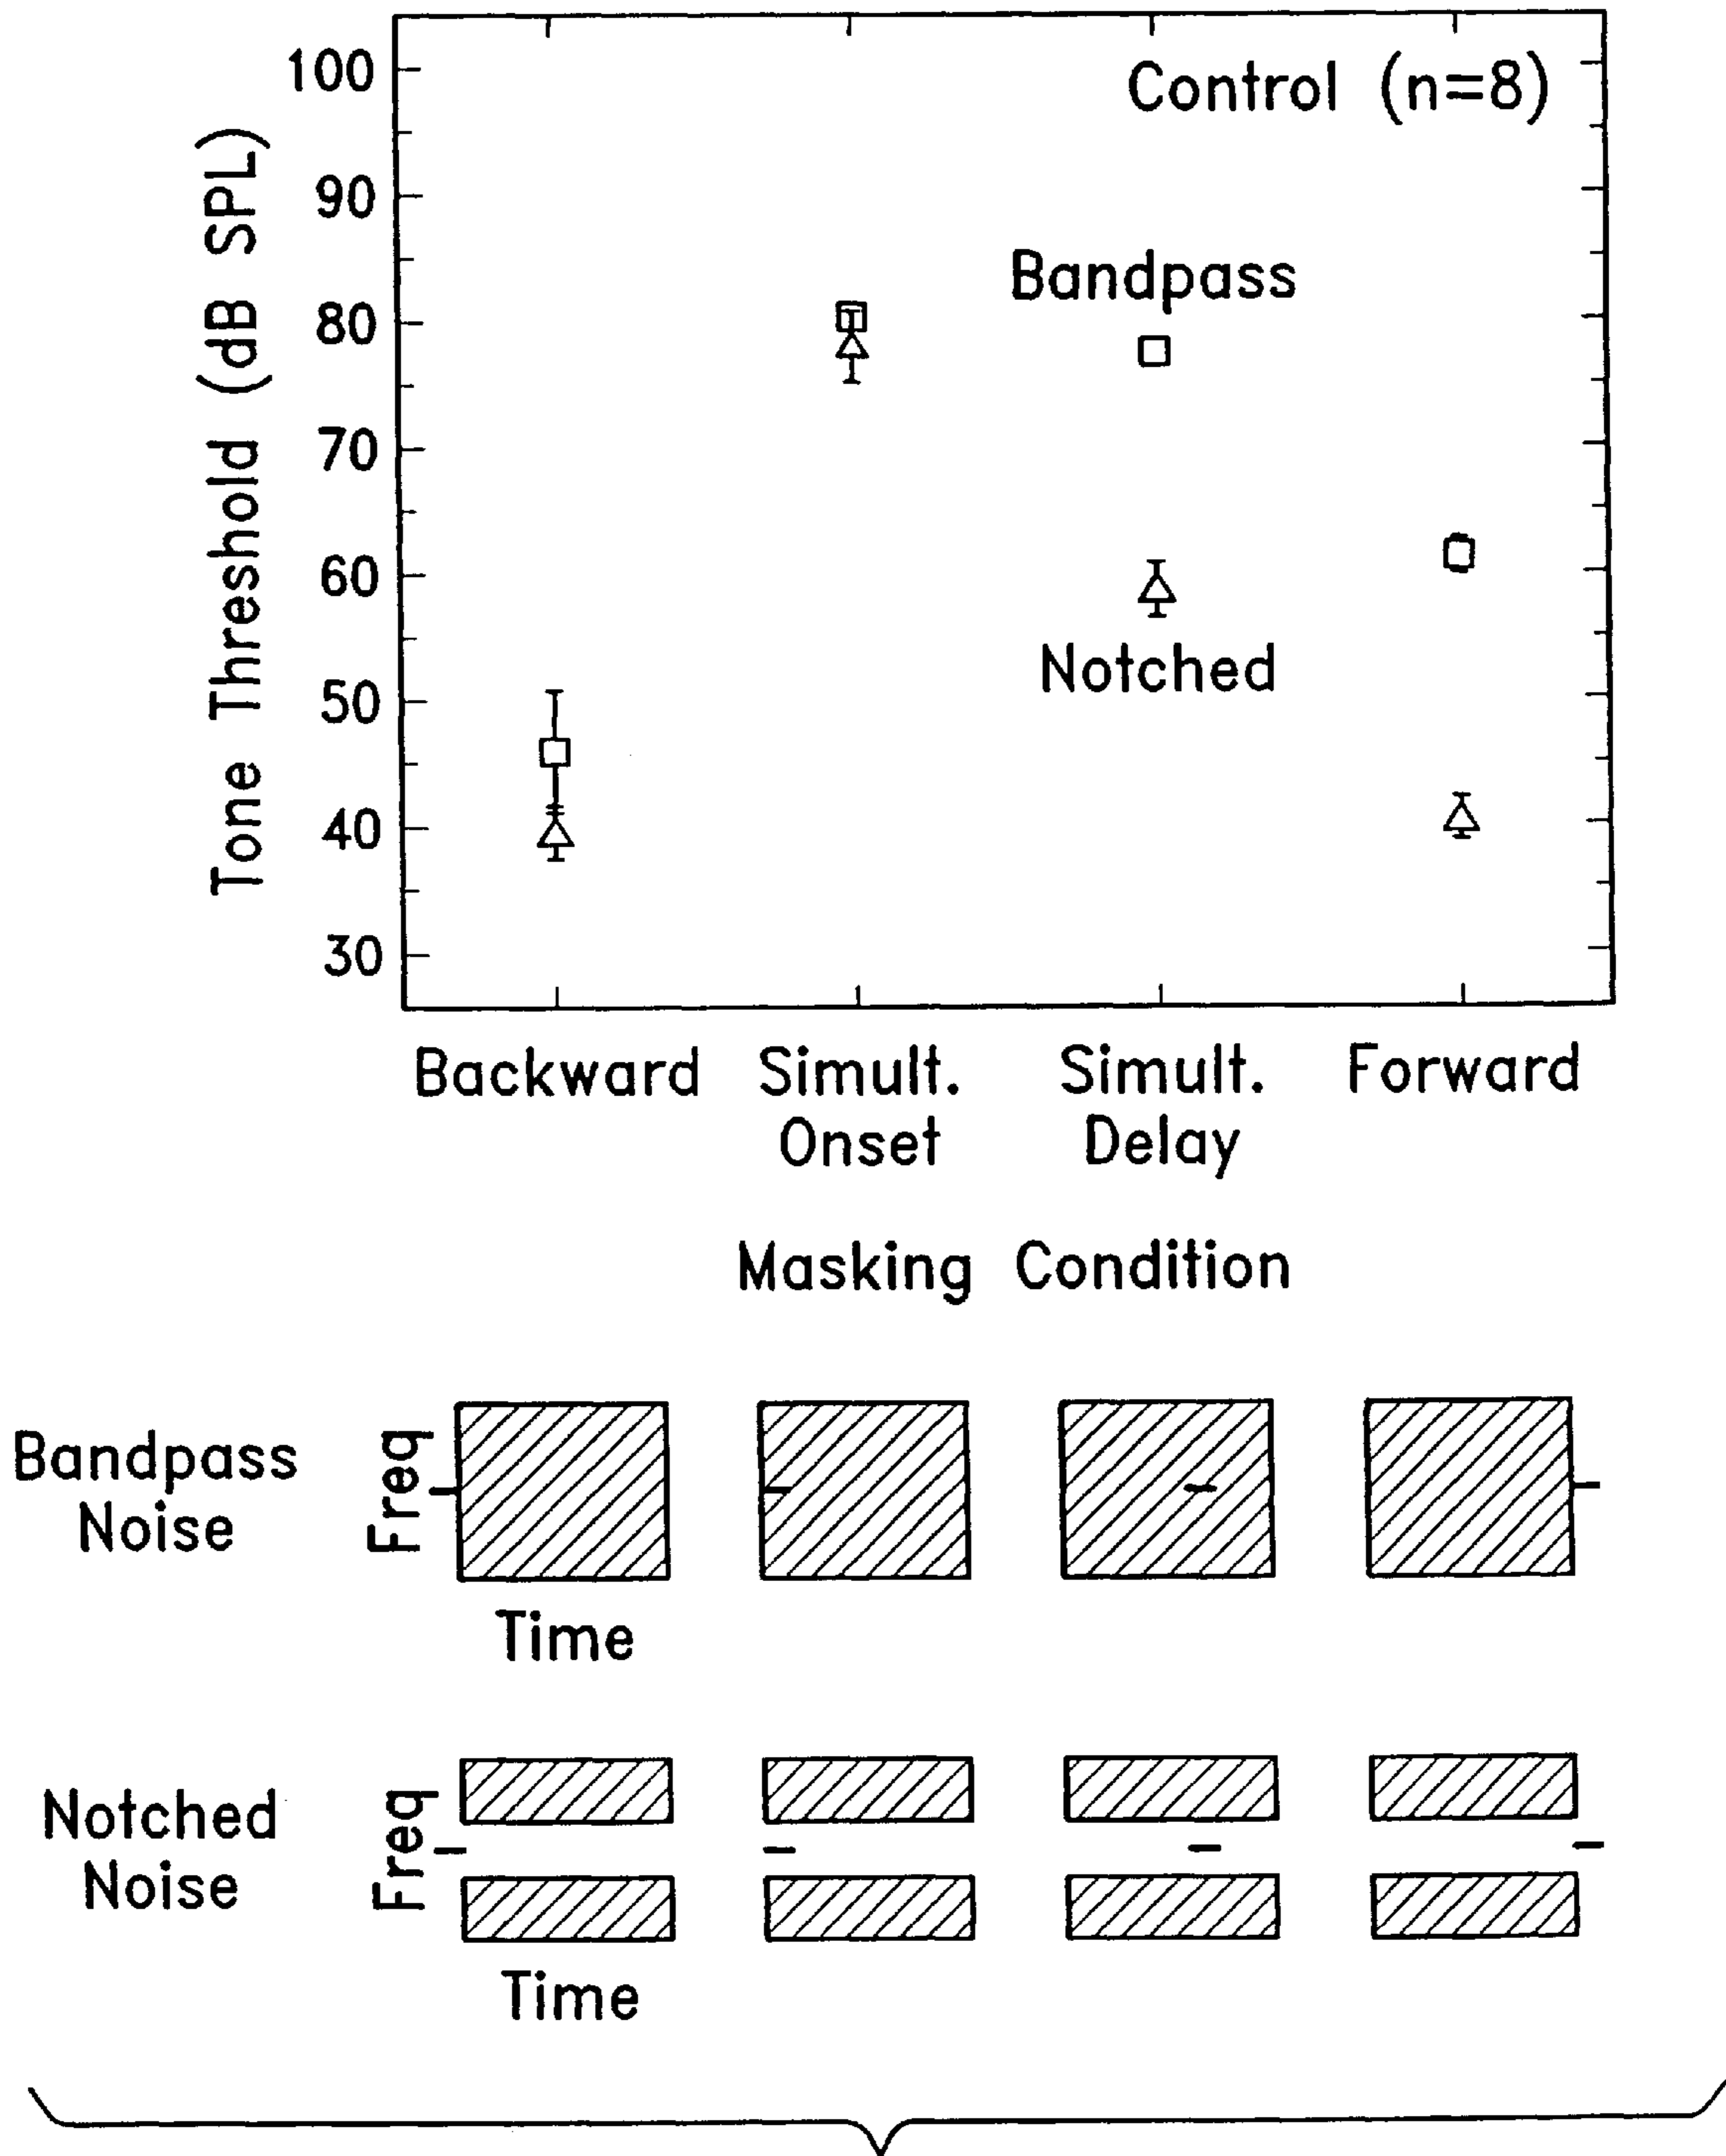 Control (n=8)
Tone Threshold (dB SPL)
100
90
80
70
60
50
40
30
Bandpass
Notched
Backward
Simult.
Onset
Simult.
Delay
Forward
Masking Condition
Bandpass
Noise
Freq
Time
Notched
Noise
Freq
Time